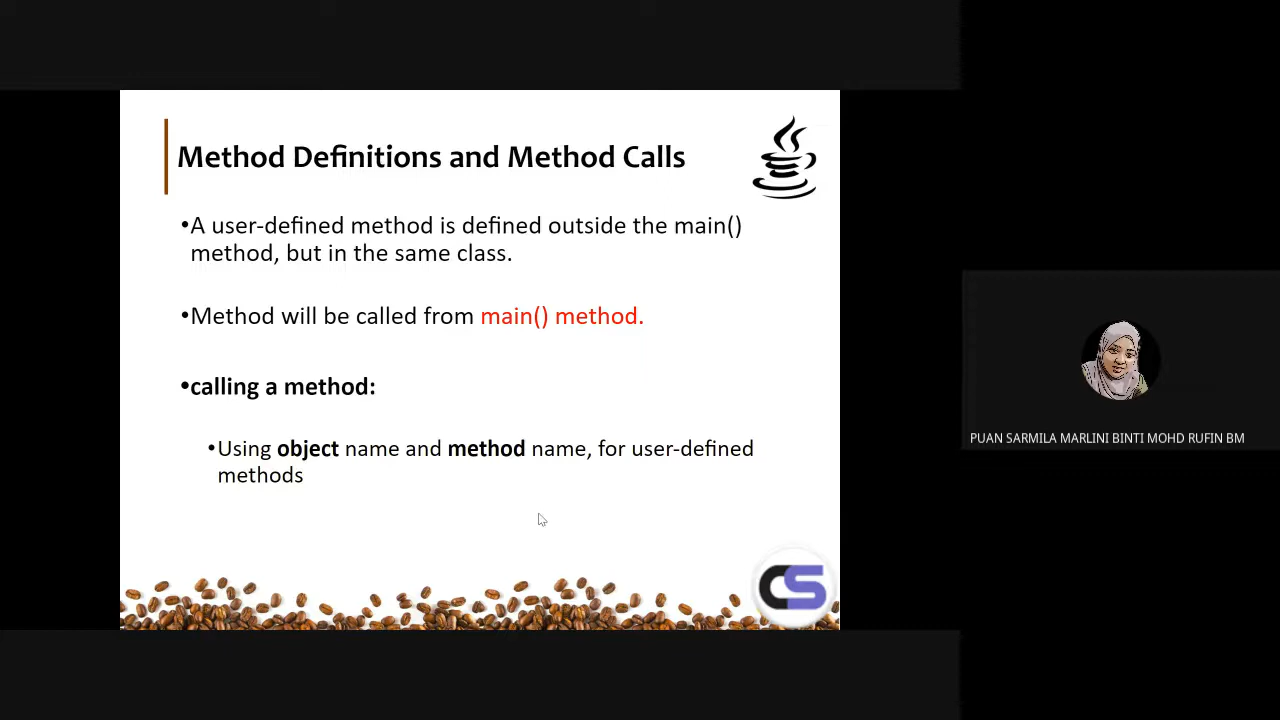 Method Definitions and Method Calls
•A user-defined method is defined outside the main()
method, but in the same class.
•Method will be called from main() method.
•calling a method:
•Using object name and method name, for user-defined
methods
CS
PUAN SARMILA MARLINI BINTI MOHD RUFIN BM